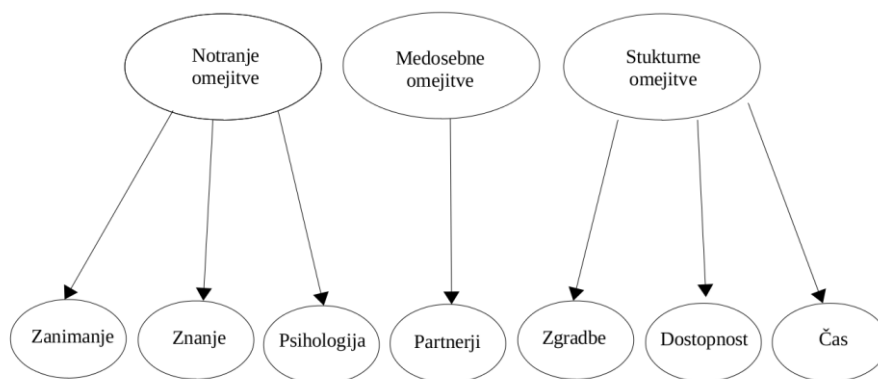 Notranje
omejitve
Medosebne
omejitve
Stukturne
omejitve
Zanimanje
Znanje
Psihologija
Partnerji
Zgradbe
Dostopnost
Čas